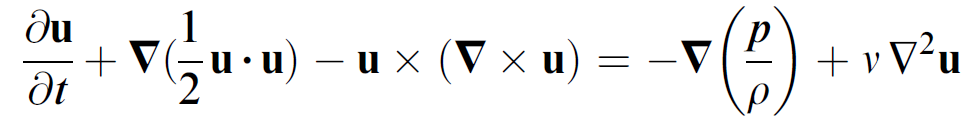 ∂𝐮/∂t + ∇(1/2 𝐮 · 𝐮) − 𝐮 × (∇ × 𝐮) = −∇(p/ρ) + ν∇²𝐮